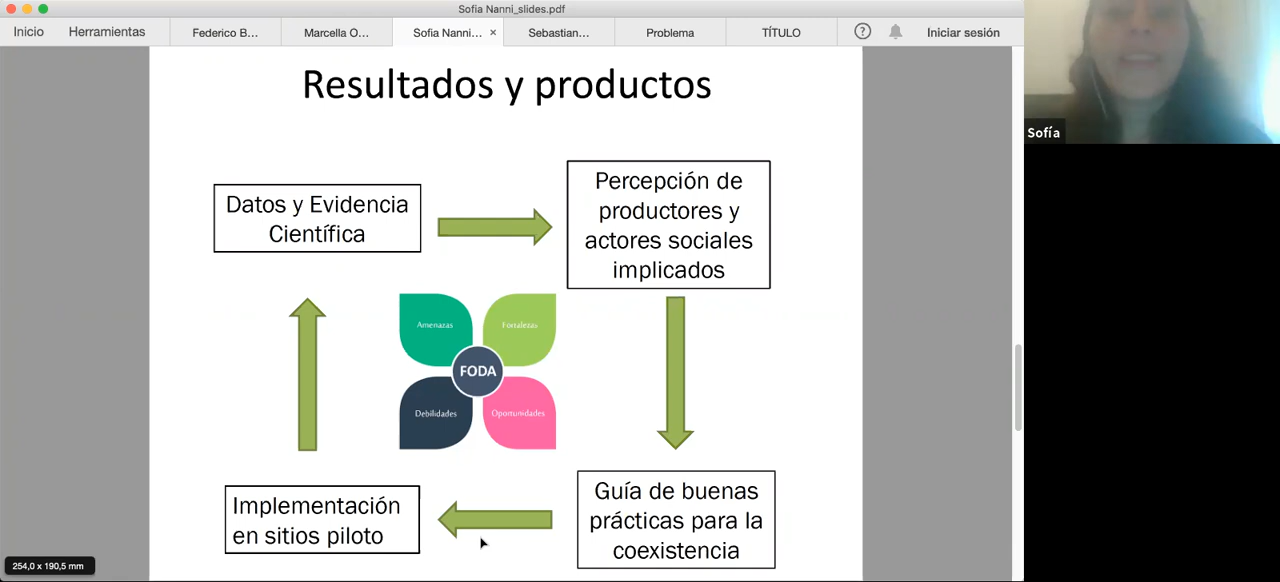 Sofia Nanni_slides.pdf
Inicio
Herramientas
Federico B...
Marcella O...
Sofia Nanni... ×
Sebastian...
Problema
TÍTULO
?
Iniciar sesión
Resultados y productos
Datos y Evidencia
Científica
Percepción de
productores y
actores sociales
implicados
Amenazas
Fortalezas
FODA
Debilidades
Oportunidades
Implementación
en sitios piloto
Guía de buenas
prácticas para la
coexistencia
254,0 x 190,5 mm
Sofía